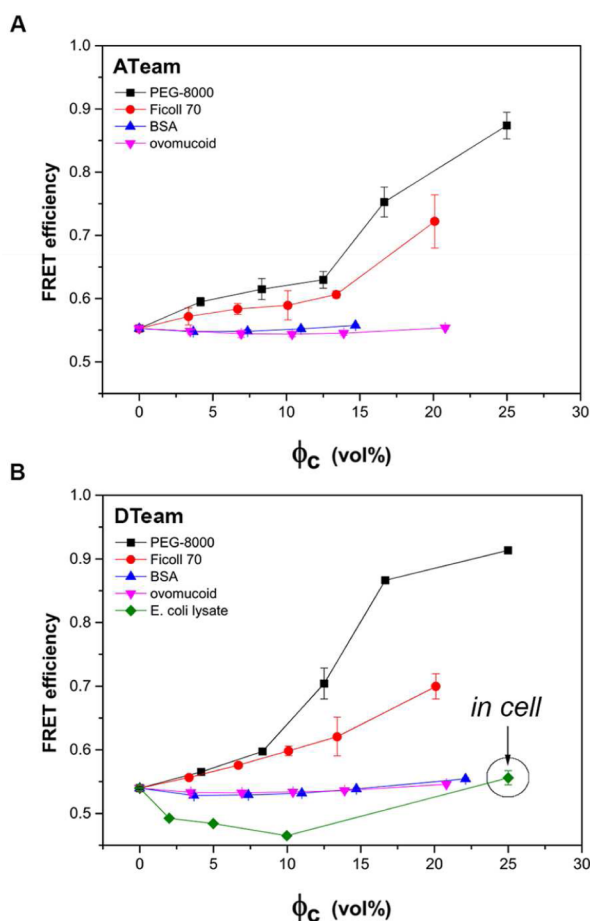 A
ATeam
PEG-8000
Ficoll 70
BSA
ovomucoid
FRET efficiency
1.0
0.9
0.8
0.7
0.6
0.5
0 5 10 15 20 25 30
ϕc (vol%)
B
DTeam
PEG-8000
Ficoll 70
BSA
ovomucoid
E. coli lysate
in cell
FRET efficiency
1.0
0.9
0.8
0.7
0.6
0.5
0 5 10 15 20 25 30
ϕc (vol%)